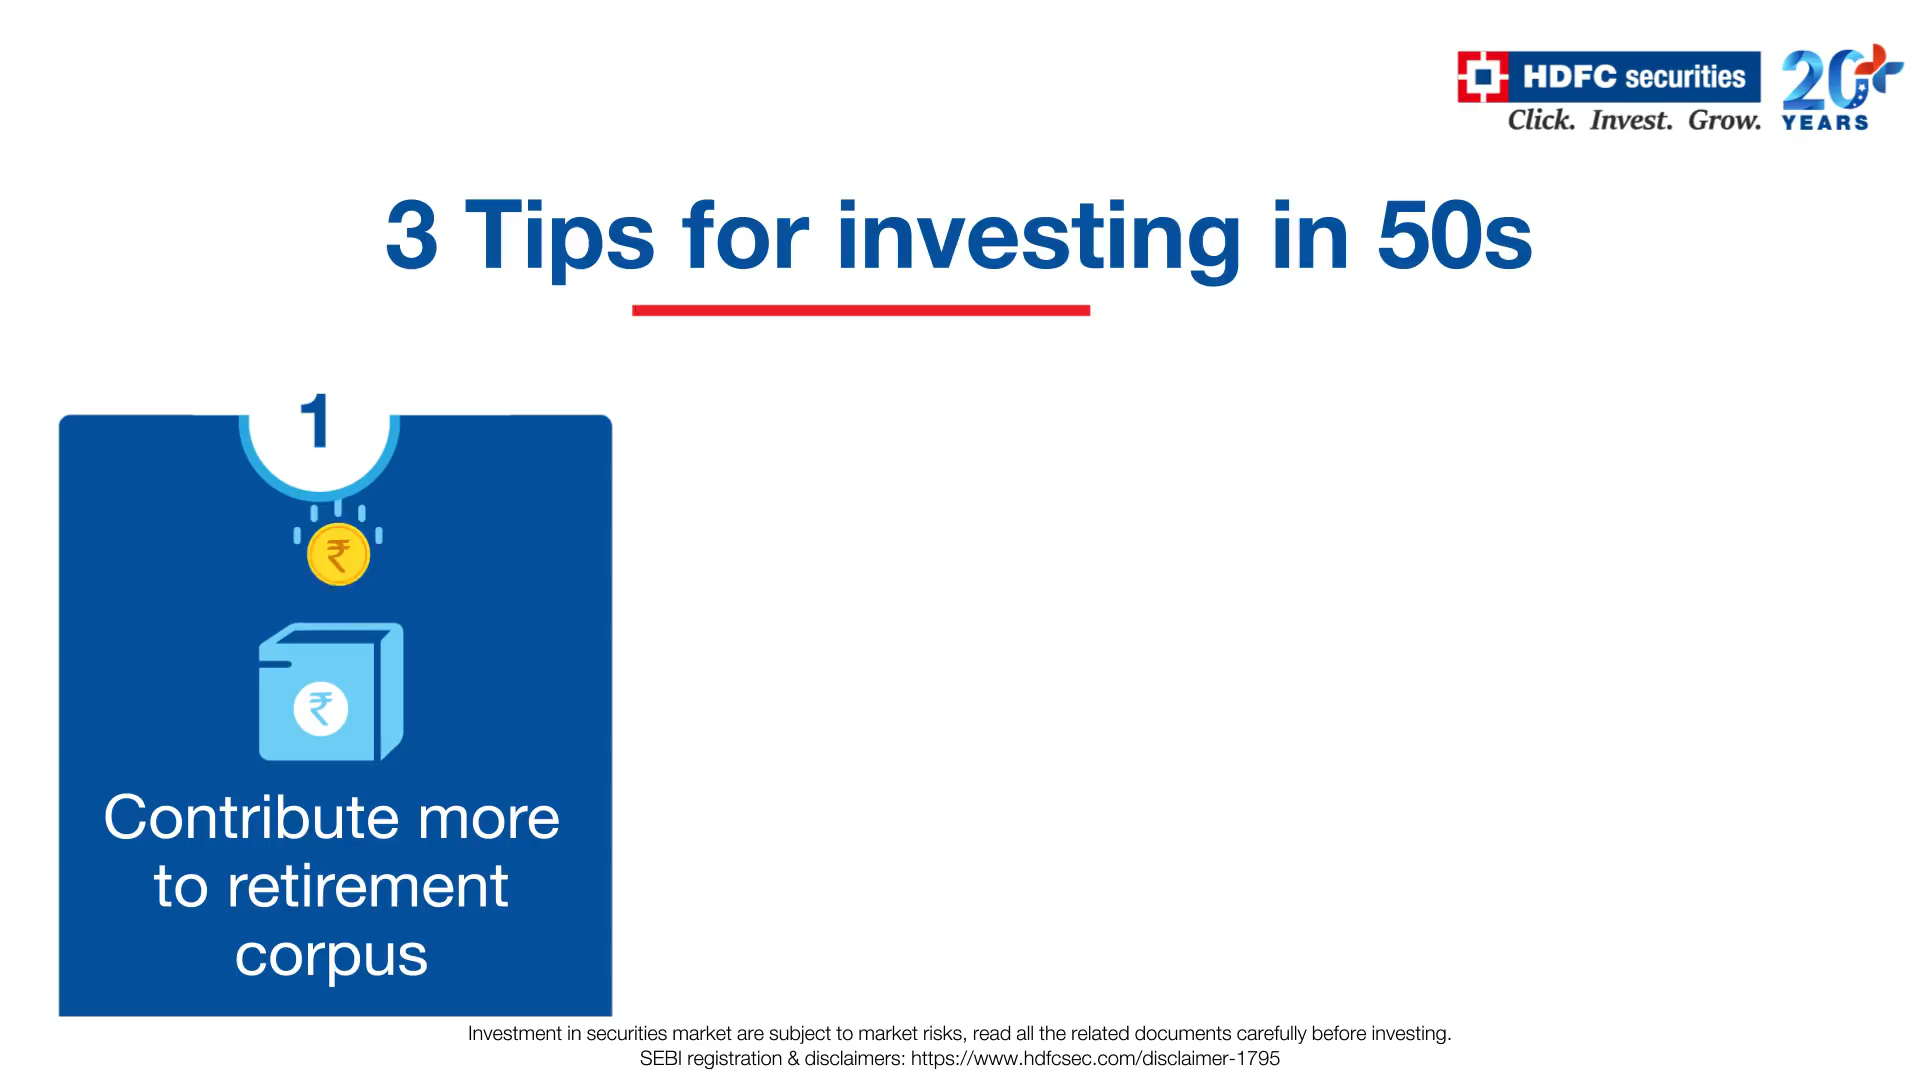 HDFC securities
Click. Invest. Grow.
20+
YEARS
3 Tips for investing in 50s
1
₹
₹
Contribute more
to retirement
corpus
Investment in securities market are subject to market risks, read all the related documents carefully before investing.
SEBI registration & disclaimers: https://www.hdfcsec.com/disclaimer-1795